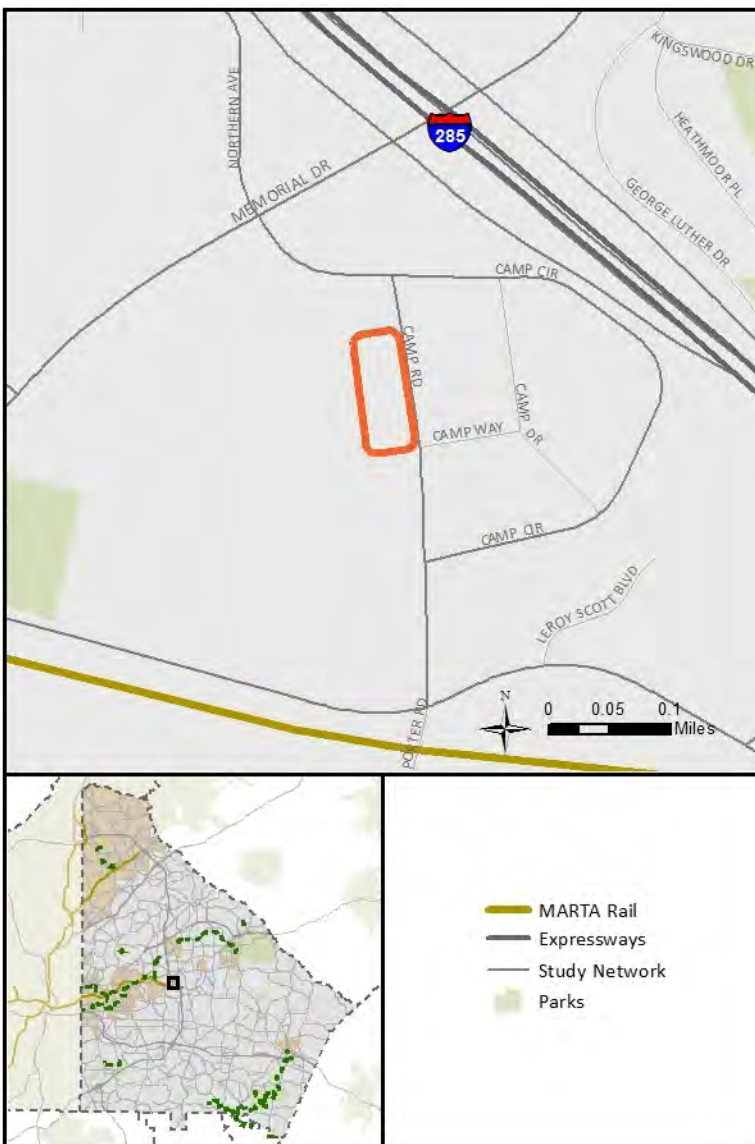 KINGSWOOD DR
NORTHERN AVE
HEATHMOOR PL
285
MEMORIAL DR
GEORGE LUTHER DR
CAMP CIR
CAMP RD
CAMP DR
CAMP WAY
CAMP CIR
LEROY SCOTT BLVD
PORTER RD
N
0 0.05 0.1
Miles
MARTA Rail
Expressways
Study Network
Parks